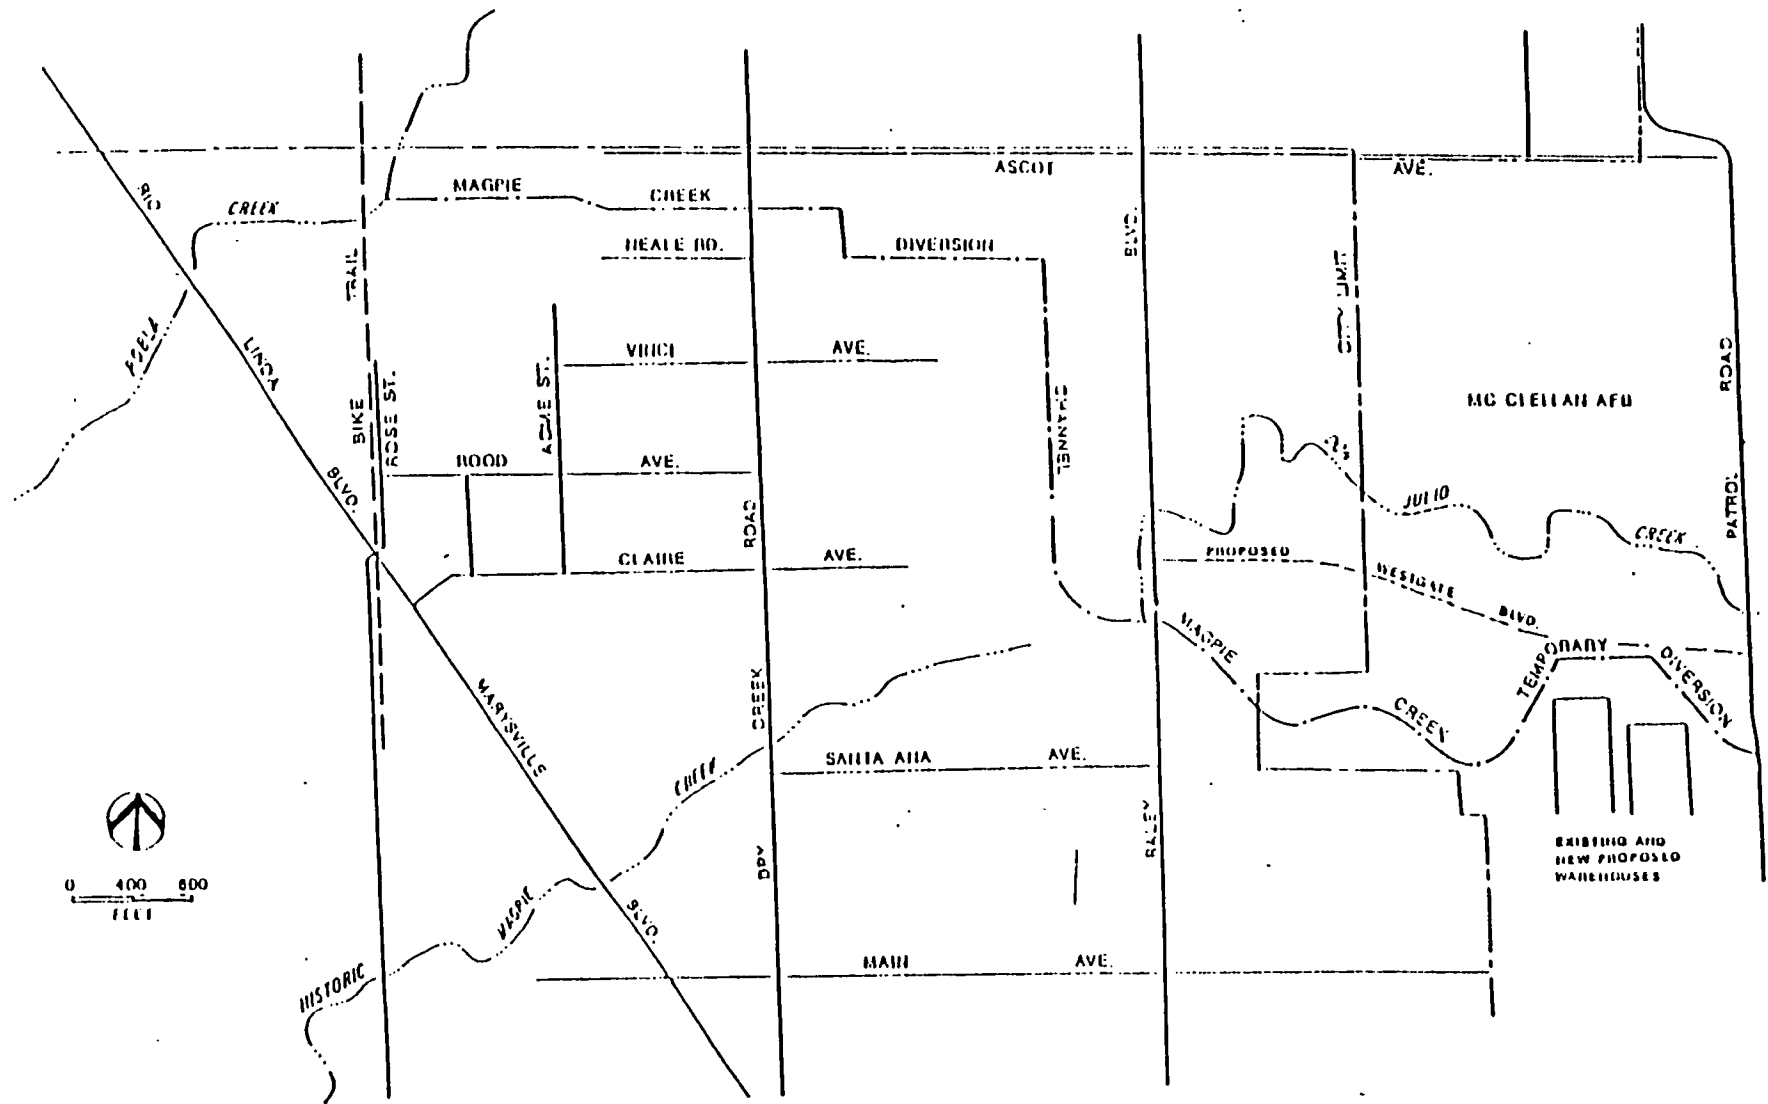 ASCOT AVE.
RIO
CREEK
MAGPIE CREEK
NEALE RD.
DIVERSION
BLVD.
TRAIL
CITY LIMIT
LINDA
VINCI AVE.
ROSE ST.
BIKE
ROAD
MC CLELLAN AFB
CHANNEL
BLVD.
ROOD AVE.
JULIO
CREEK
PATROL
ROAD
CLAIRE AVE.
PROPOSED
WESTGATE
BLVD.
MAGPIE
TEMPORARY
DIVERSION
CREEK
CREEK
MARYSVILLE
SANTA ANA AVE.
CREEK
RALEY
DRY
0 400 800
FEET
EXISTING AND
NEW PROPOSED
WAREHOUSES
MAGPIE
BLVD.
MAIN AVE.
HISTORIC